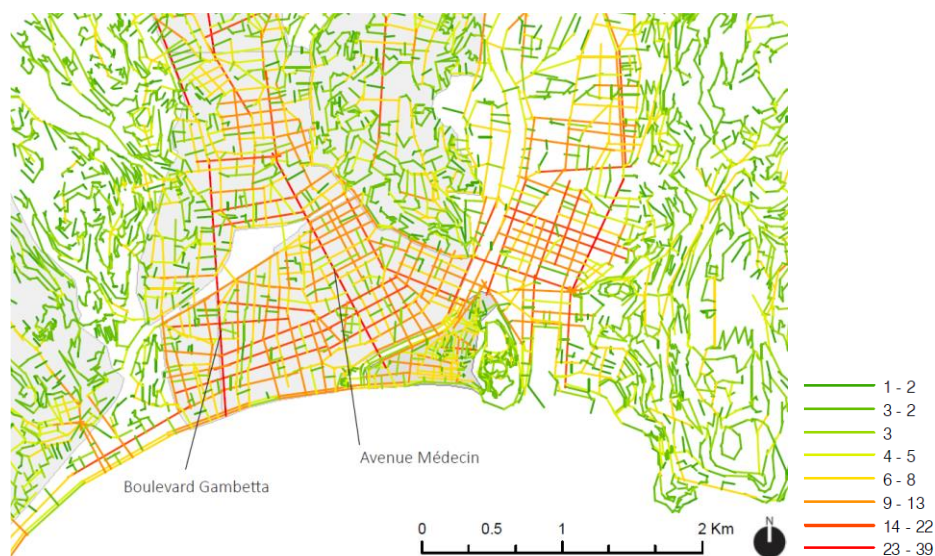 Avenue Médecin
Boulevard Gambetta
0 0.5 1 2 Km
N
1 - 2
3 - 2
3
4 - 5
6 - 8
9 - 13
14 - 22
23 - 39